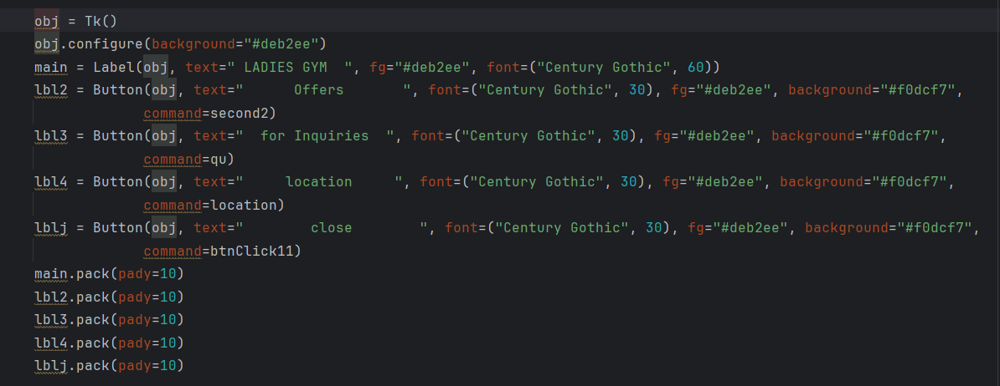 obj = Tk()
obj.configure(background="#deb2ee")
main = Label(obj, text=" LADIES GYM  ", fg="#deb2ee", font=("Century Gothic", 60))
lbl2 = Button(obj, text="      Offers       ", font=("Century Gothic", 30), fg="#deb2ee", background="#f0dcf7",
             command=second2)
lbl3 = Button(obj, text="  for Inquiries  ", font=("Century Gothic", 30), fg="#deb2ee", background="#f0dcf7",
             command=qu)
lbl4 = Button(obj, text="     location     ", font=("Century Gothic", 30), fg="#deb2ee", background="#f0dcf7",
             command=location)
lblj = Button(obj, text="        close        ", font=("Century Gothic", 30), fg="#deb2ee", background="#f0dcf7",
             command=btnClick11)
main.pack(pady=10)
lbl2.pack(pady=10)
lbl3.pack(pady=10)
lbl4.pack(pady=10)
lblj.pack(pady=10)